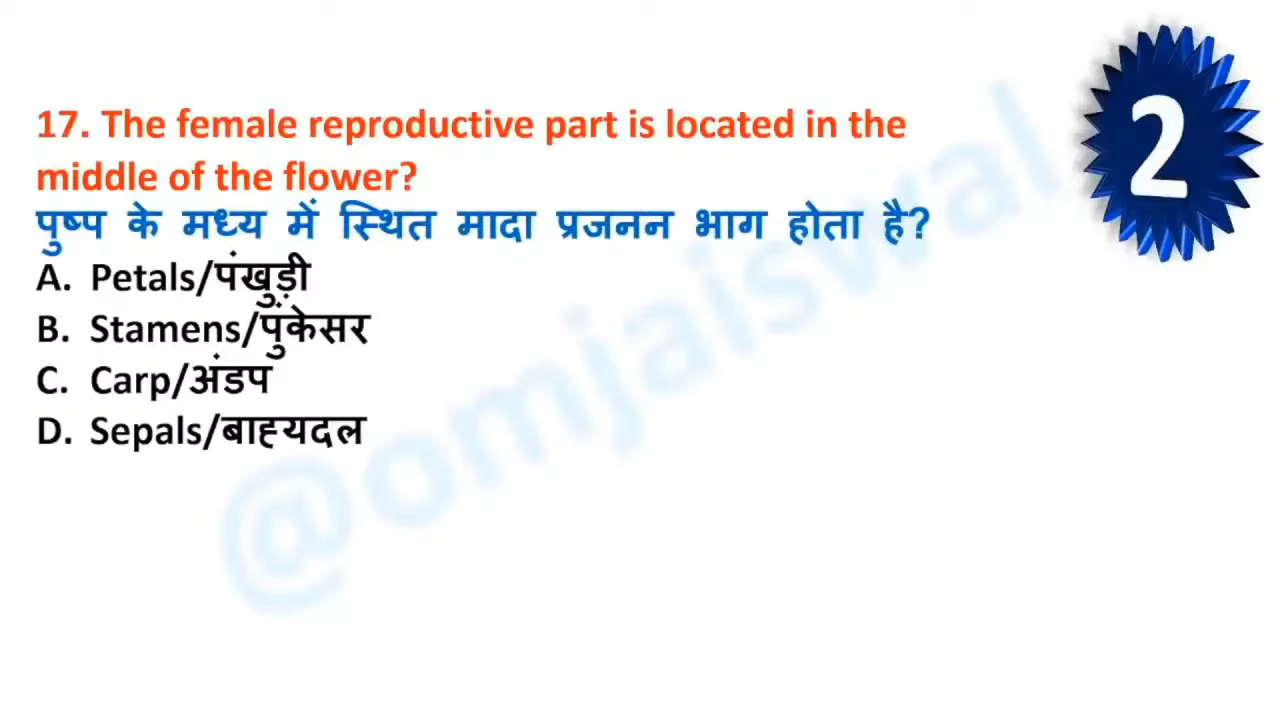 2
17. The female reproductive part is located in the
middle of the flower?
पुष्प के मध्य में स्थित मादा प्रजनन भाग होता है?
A. Petals/पंखुड़ी
B. Stamens/पुंकेसर
C. Carp/अंडप
D. Sepals/बाह्यदल
@omjaiswal